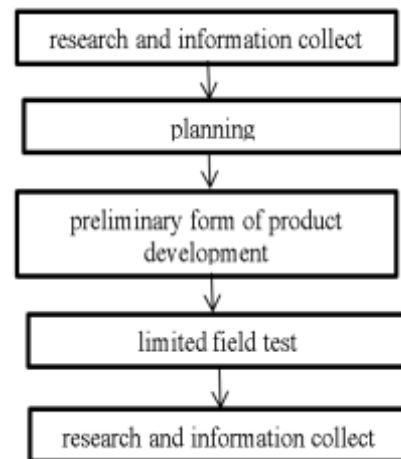 research and information collect
planning
preliminary form of product
development
limited field test
research and information collect